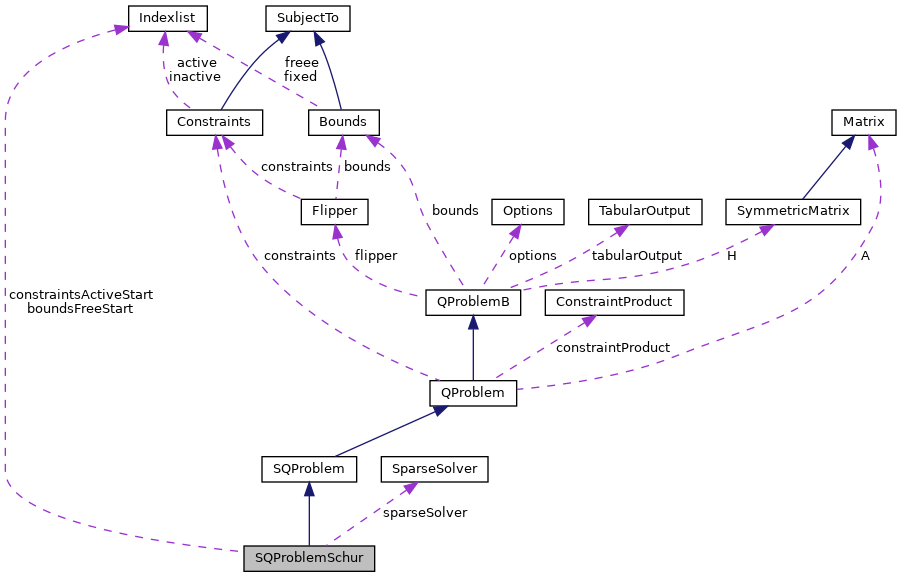 Indexlist
SubjectTo
active
inactive
freee
fixed
Constraints
Bounds
Matrix
constraints
bounds
Flipper
bounds
Options
TabularOutput
SymmetricMatrix
constraints
flipper
options
tabularOutput
H
A
constraintsActiveStart
boundsFreeStart
QProblemB
ConstraintProduct
constraintProduct
QProblem
SQProblem
SparseSolver
sparseSolver
SQProblemSchur